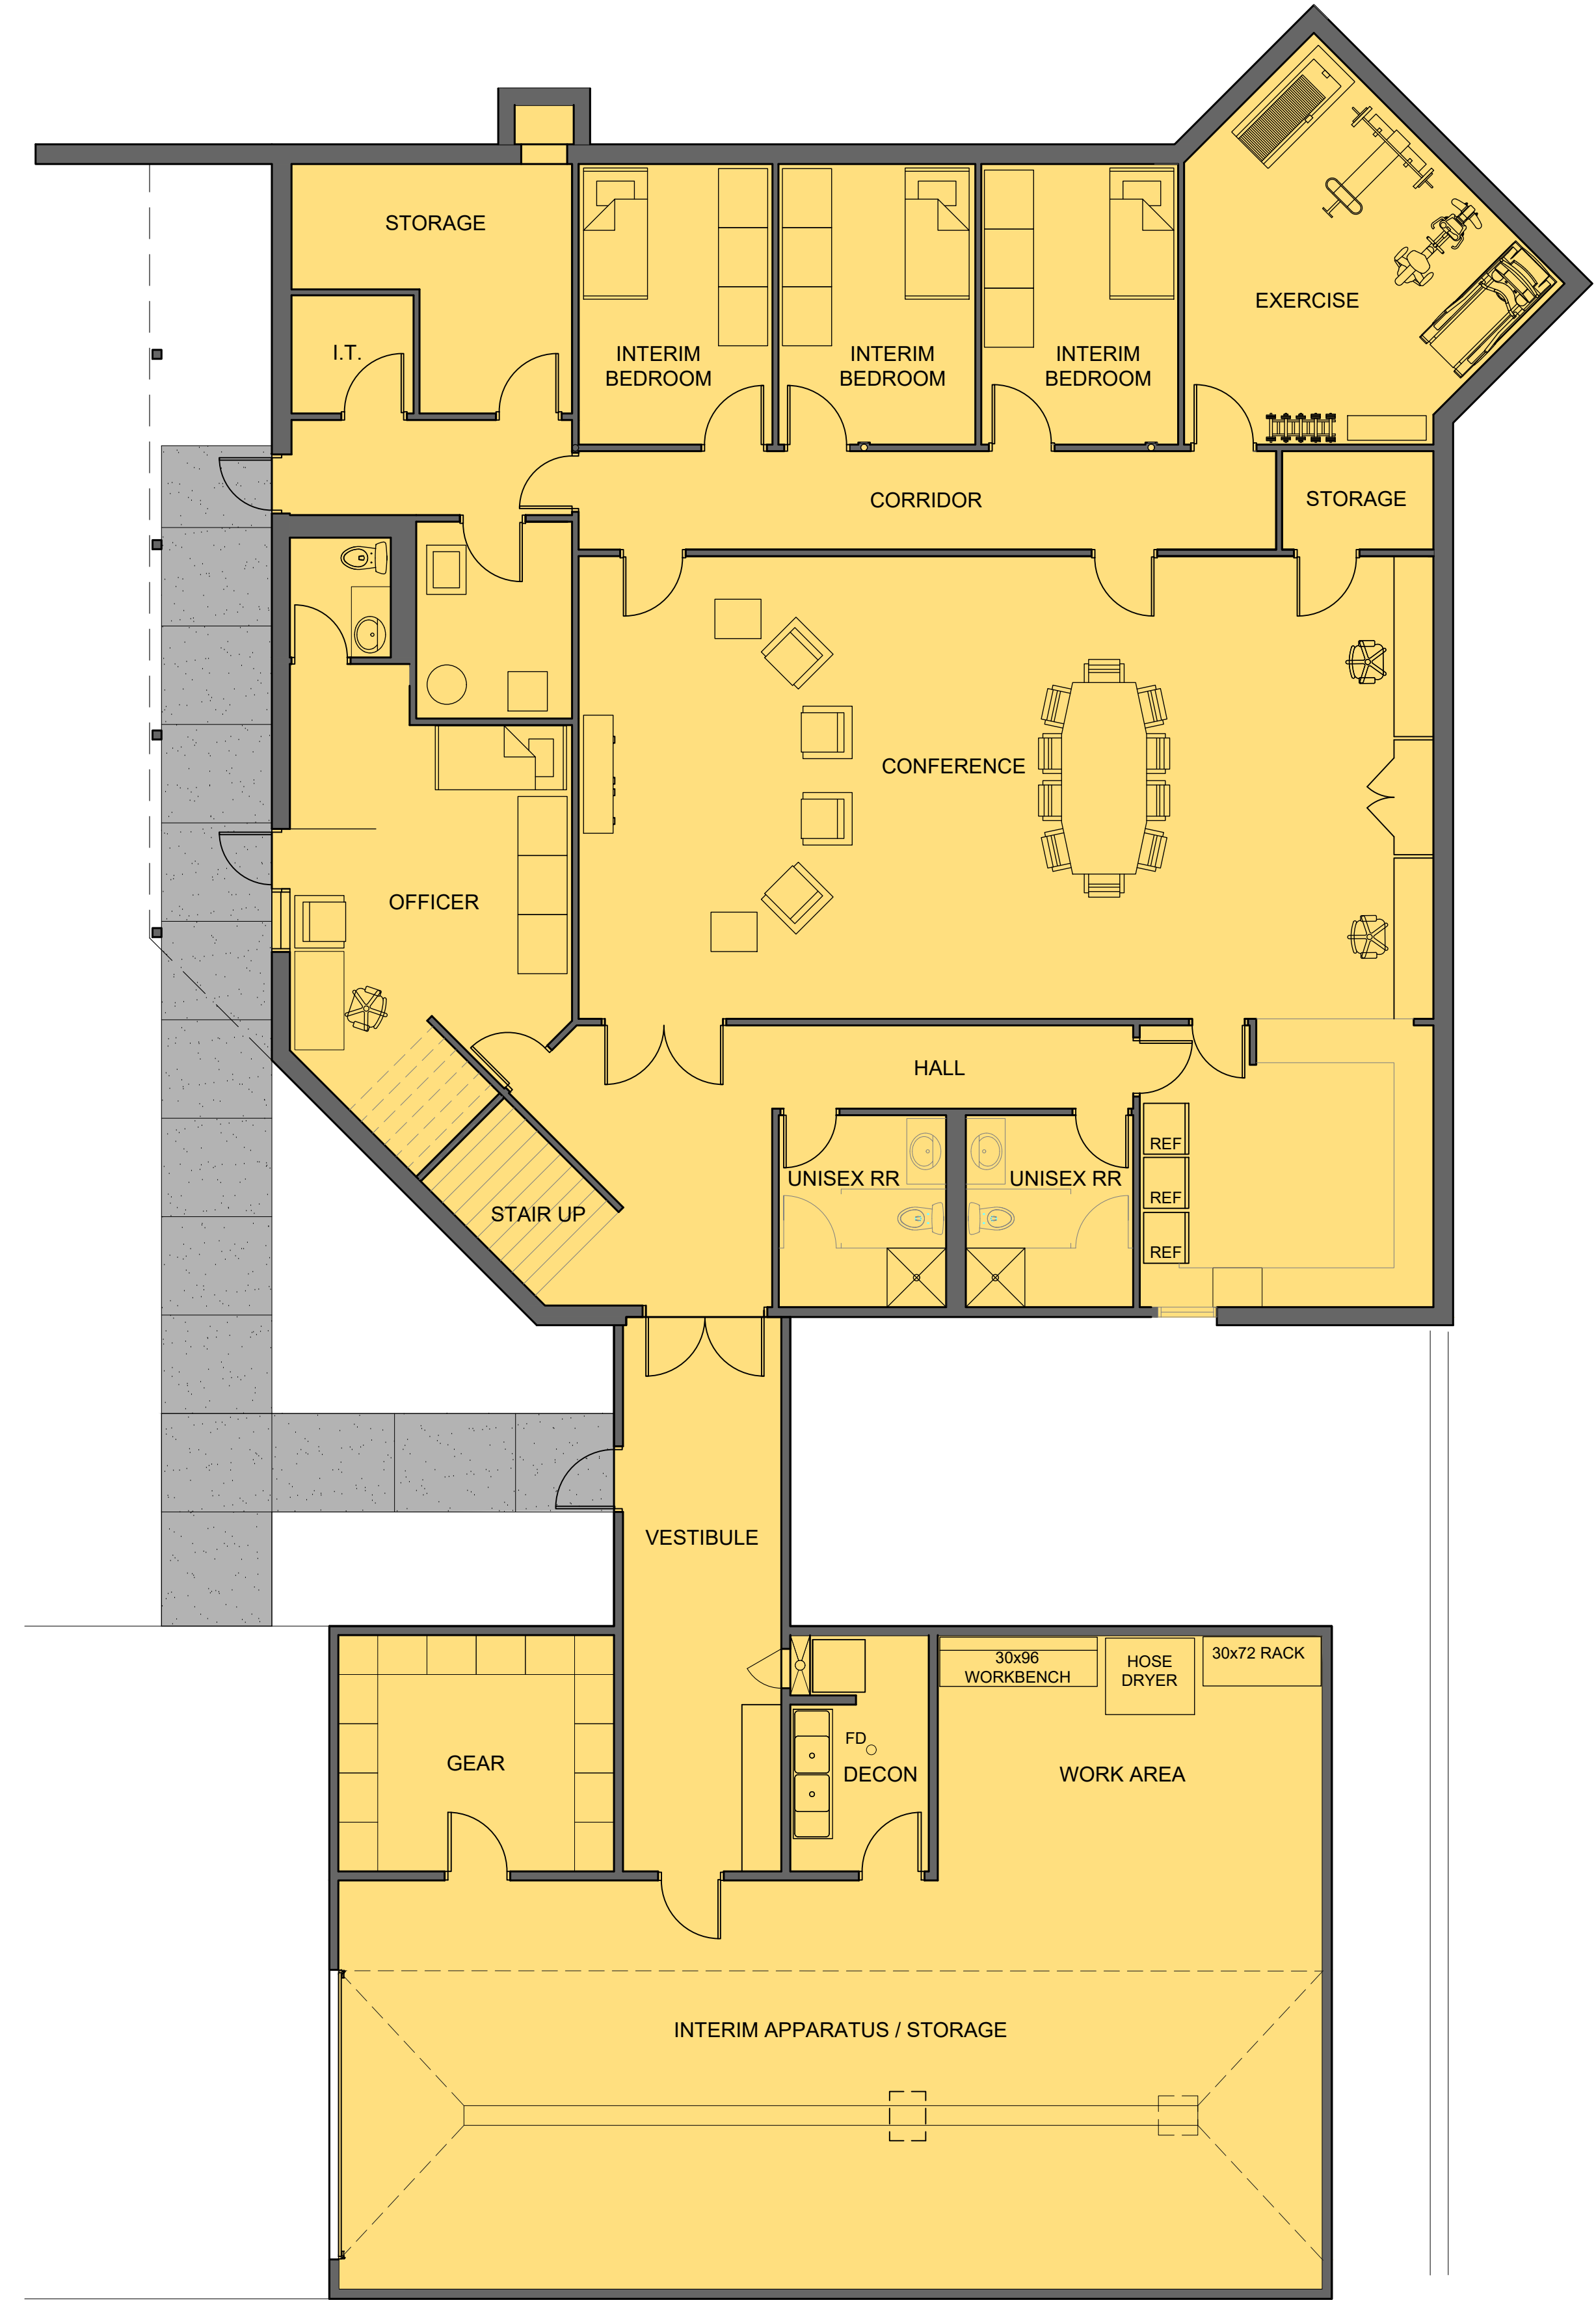 STORAGE
I.T.
INTERIM
BEDROOM
INTERIM
BEDROOM
INTERIM
BEDROOM
EXERCISE
CORRIDOR
STORAGE
CONFERENCE
OFFICER
HALL
REF
REF
REF
UNISEX RR
UNISEX RR
STAIR UP
VESTIBULE
30x96
WORKBENCH
HOSE
DRYER
30x72 RACK
GEAR
FD
DECON
WORK AREA
INTERIM APPARATUS / STORAGE